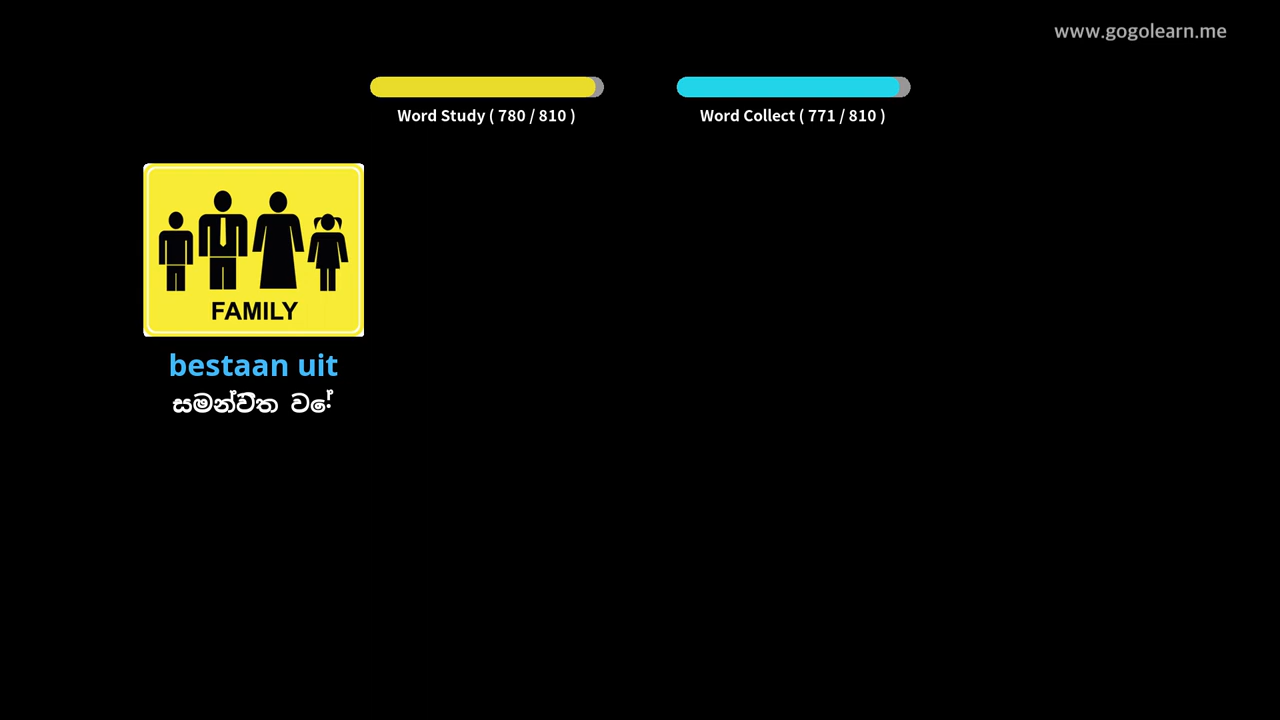 www.gogolearn.me
Word Study ( 780 / 810 )
Word Collect ( 771 / 810 )
FAMILY
bestaan uit
සමන්විත වේ!